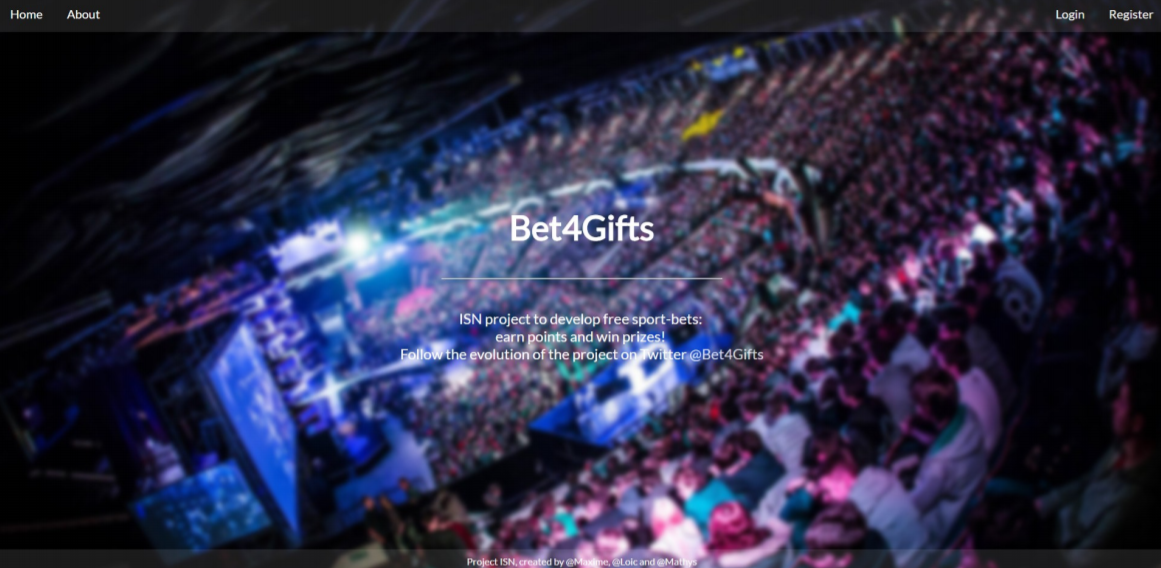 Home About Login Register
Bet4Gifts
ISN project to develop free sport-bets:
earn points and win prizes!
Follow the evolution of the project on Twitter @Bet4Gifts
Project ISN, created by @Maxime, @Loic and @Mathys